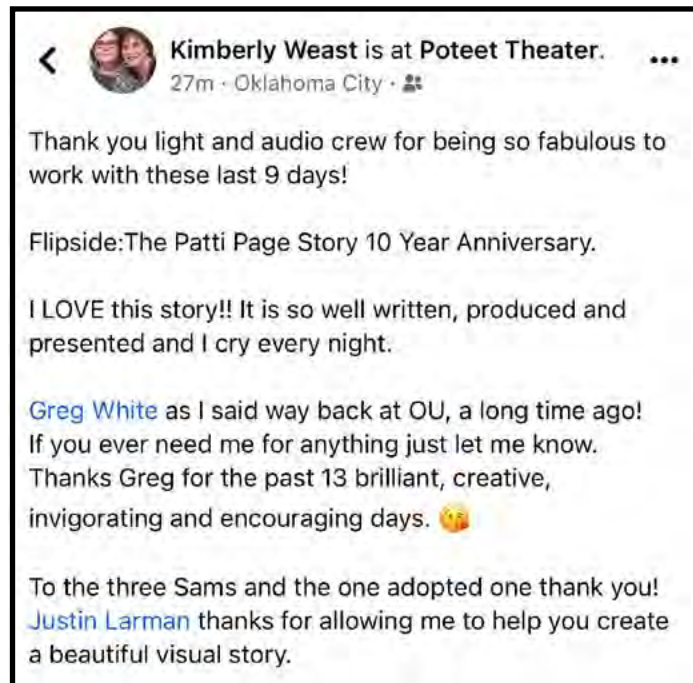 Kimberly Weast is at Poteet Theater.
27m · Oklahoma City ·
Thank you light and audio crew for being so fabulous to
work with these last 9 days!
Flipside:The Patti Page Story 10 Year Anniversary.
I LOVE this story!! It is so well written, produced and
presented and I cry every night.
Greg White as I said way back at OU, a long time ago!
If you ever need me for anything just let me know.
Thanks Greg for the past 13 brilliant, creative,
invigorating and encouraging days. 😘
To the three Sams and the one adopted one thank you!
Justin Larman thanks for allowing me to help you create
a beautiful visual story.